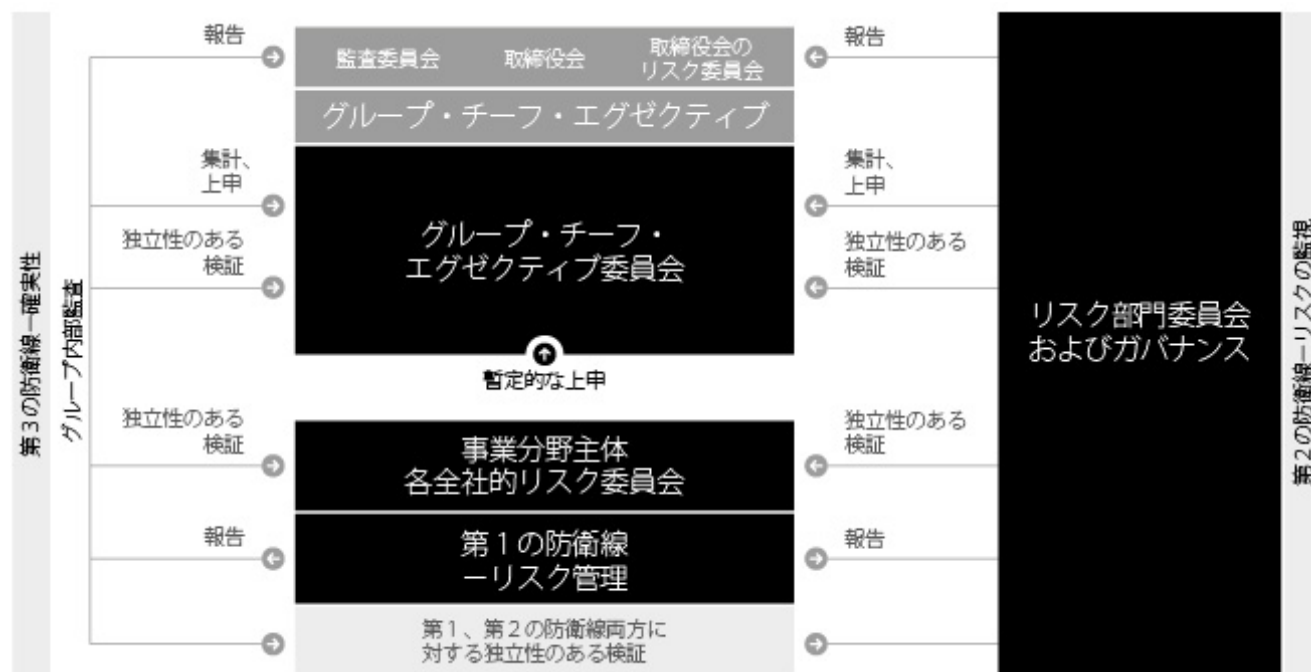 第3の防衛線－確実性
グループ内部監査
報告
集計、
上申
独立性のある
検証
独立性のある
検証
報告
監査委員会
取締役会
取締役会の
リスク委員会
グループ・チーフ・エグゼクティブ
グループ・チーフ・
エグゼクティブ委員会
暫定的な上申
事業分野主体
各全社的リスク委員会
第１の防衛線
－リスク管理
第１、第２の防衛線両方に
対する独立性のある検証
報告
集計、
上申
独立性のある
検証
独立性のある
検証
報告
リスク部門委員会
およびガバナンス
第2の防衛線－リスクの監視